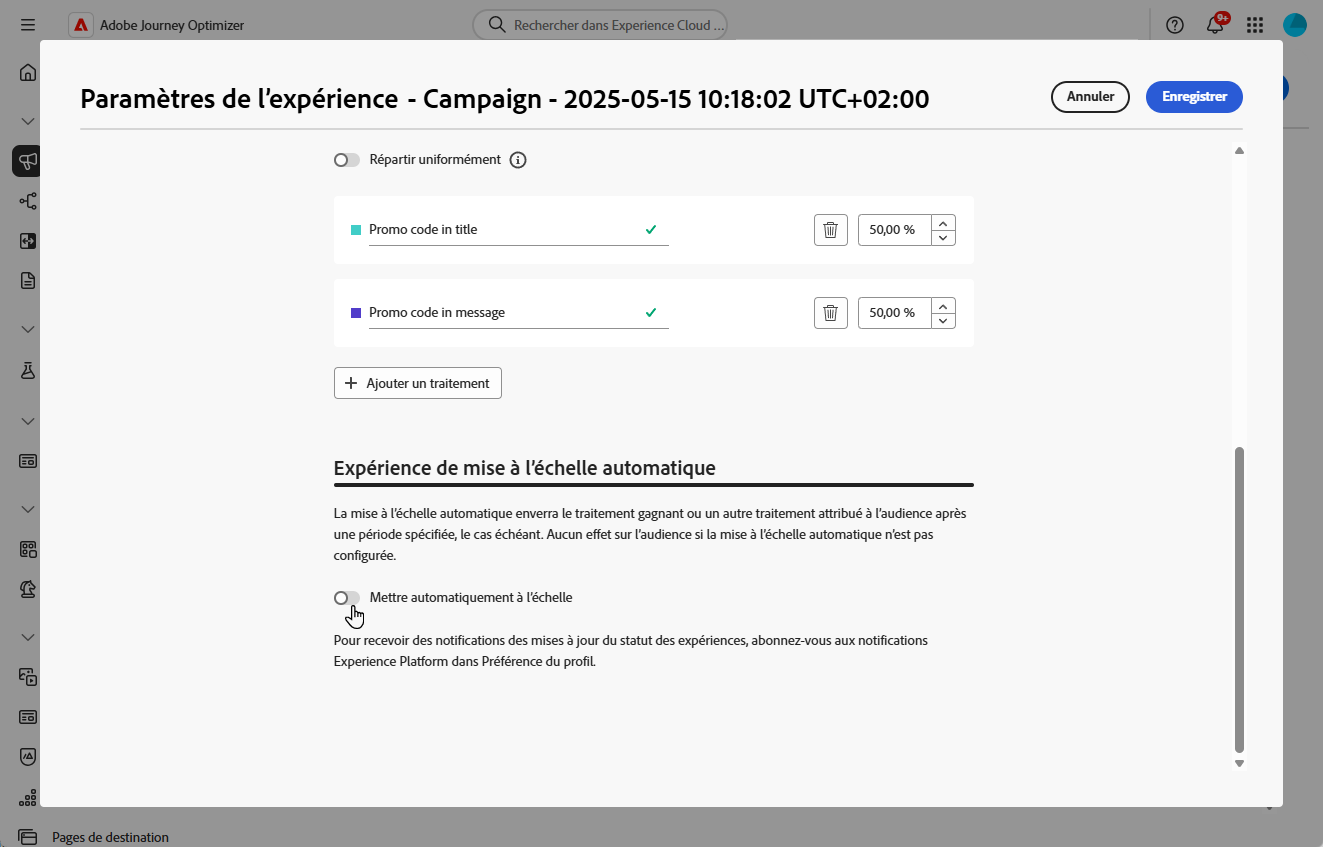 Adobe Journey Optimizer
Rechercher dans Experience Cloud ...
9+
Paramètres de l’expérience - Campaign - 2025-05-15 10:18:02 UTC+02:00
Annuler
Enregistrer
Répartir uniformément
Promo code in title
50,00 %
Promo code in message
50,00 %
Ajouter un traitement
Expérience de mise à l’échelle automatique
La mise à l’échelle automatique enverra le traitement gagnant ou un autre traitement attribué à l’audience après
une période spécifiée, le cas échéant. Aucun effet sur l’audience si la mise à l’échelle automatique n’est pas
configurée.
Mettre automatiquement à l’échelle
Pour recevoir des notifications des mises à jour du statut des expériences, abonnez-vous aux notifications
Experience Platform dans Préférence du profil.
Pages de destination